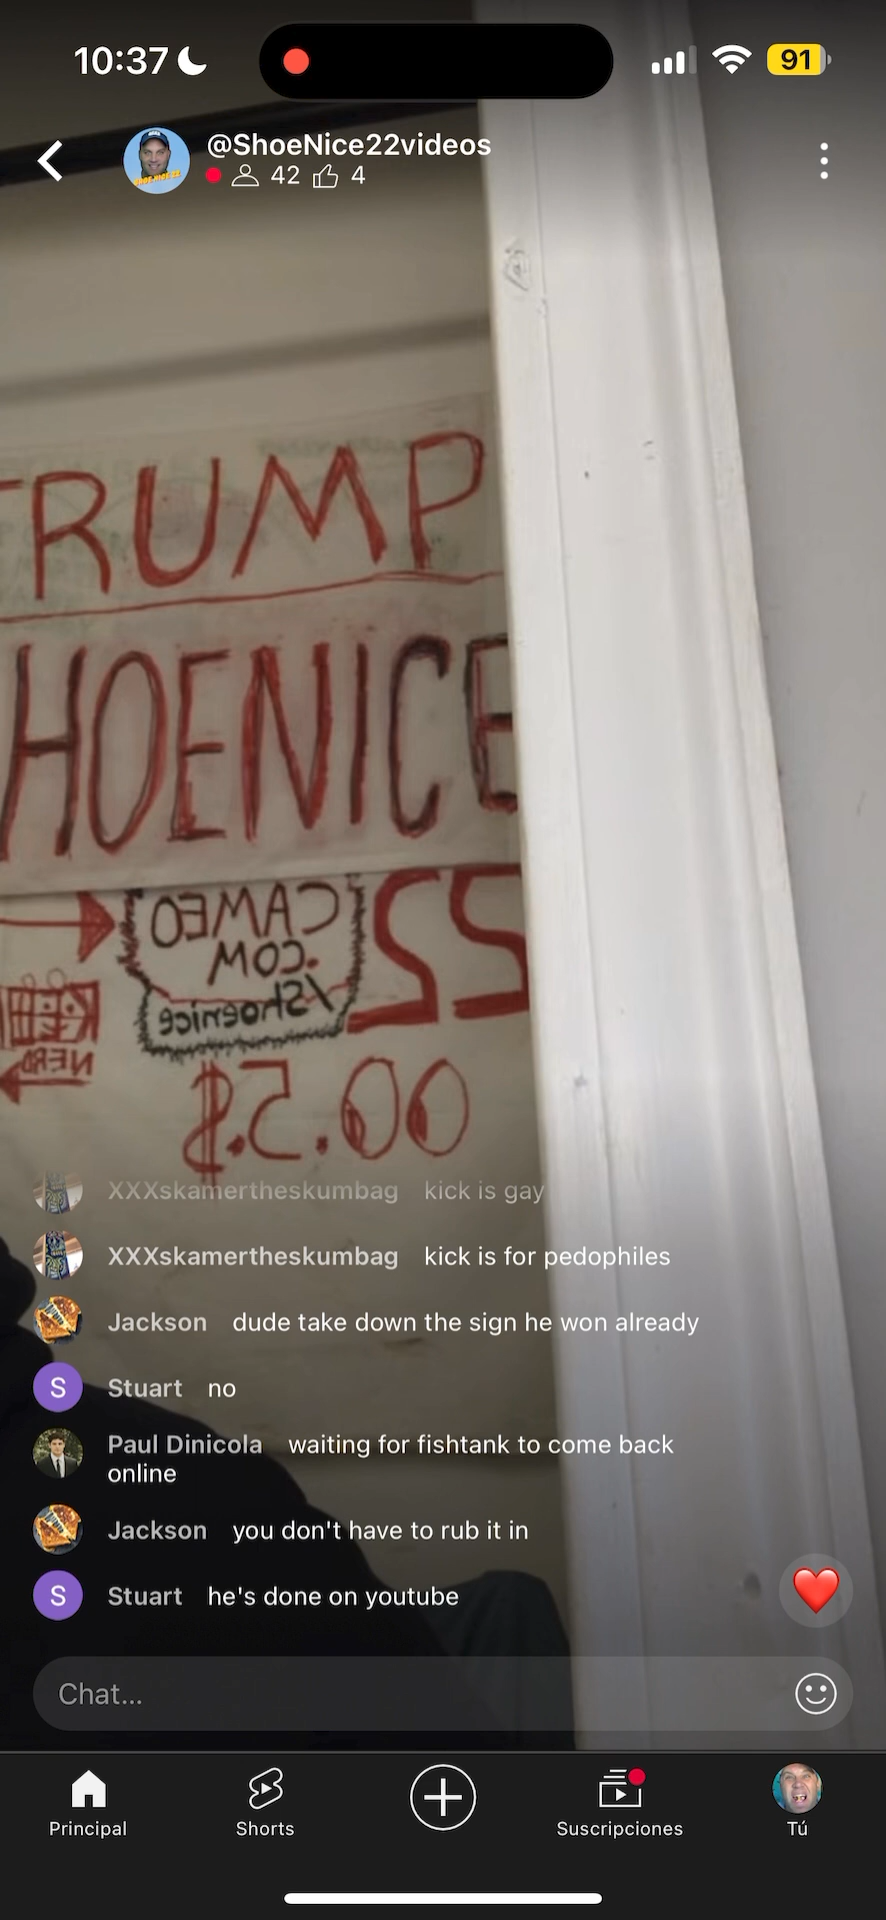 10:37
91
@ShoeNice22videos
42 4
TRUMP
HOENICE
22
CAMEO
.COM
/Shoenice
NERD
$5.00
XXXskamertheskumbag kick is gay
XXXskamertheskumbag kick is for pedophiles
Jackson dude take down the sign he won already
Stuart no
Paul Dinicola waiting for fishtank to come back
online
Jackson you don't have to rub it in
S Stuart he's done on youtube
Chat...
Principal Shorts Suscripciones Tú